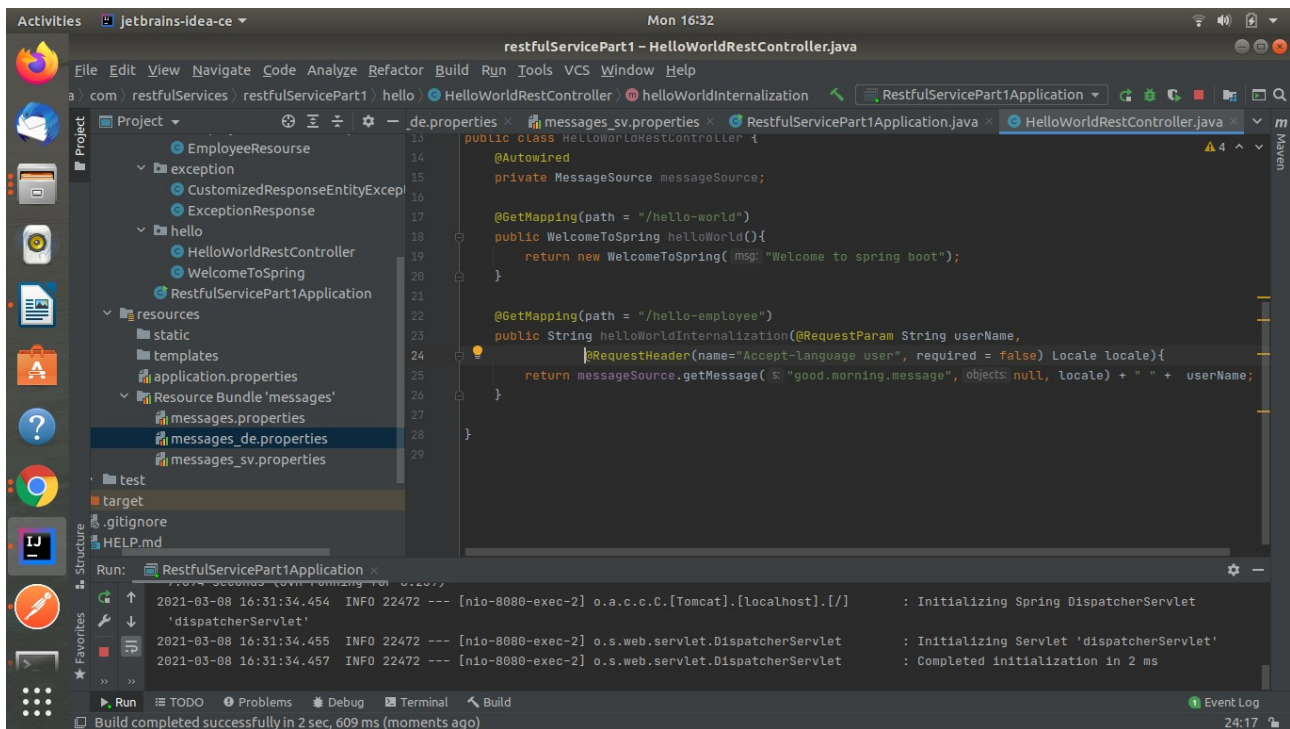 Activities jetbrains-idea-ce Mon 16:32
restfulServicePart1 – HelloWorldRestController.java
File Edit View Navigate Code Analyze Refactor Build Run Tools VCS Window Help
a com restfulServices restfulServicePart1 hello HelloWorldRestController helloWorldInternalization RestfulServicePart1Application
Project _de.properties messages_sv.properties RestfulServicePart1Application.java HelloWorldRestController.java
Project
Maven
EmployeeResourse
exception
CustomizedResponseEntityExcep
ExceptionResponse
hello
HelloWorldRestController
WelcomeToSpring
RestfulServicePart1Application
resources
static
templates
application.properties
Resource Bundle 'messages'
messages.properties
messages_de.properties
messages_sv.properties
test
target
.gitignore
HELP.md
13 public class HelloWorldRestController {
4
14 @Autowired
15 private MessageSource messageSource;
16
17 @GetMapping(path = "/hello-world")
18 public WelcomeToSpring helloWorld(){
19 return new WelcomeToSpring( msg: "Welcome to spring boot");
20 }
21
22 @GetMapping(path = "/hello-employee")
23 public String helloWorldInternalization(@RequestParam String userName,
24 @RequestHeader(name="Accept-language user", required = false) Locale locale){
25 return messageSource.getMessage( s: "good.morning.message", objects: null, locale) + " " + userName;
26 }
27
28 }
29
Structure
Favorites
Run: RestfulServicePart1Application
2021-03-08 16:31:34.454 INFO 22472 --- [nio-8080-exec-2] o.a.c.c.C.[Tomcat].[localhost].[/] : Initializing Spring DispatcherServlet
'dispatcherServlet'
2021-03-08 16:31:34.455 INFO 22472 --- [nio-8080-exec-2] o.s.web.servlet.DispatcherServlet : Initializing Servlet 'dispatcherServlet'
2021-03-08 16:31:34.457 INFO 22472 --- [nio-8080-exec-2] o.s.web.servlet.DispatcherServlet : Completed initialization in 2 ms
Run TODO Problems Debug Terminal Build 1 Event Log
Build completed successfully in 2 sec, 609 ms (moments ago) 24:17